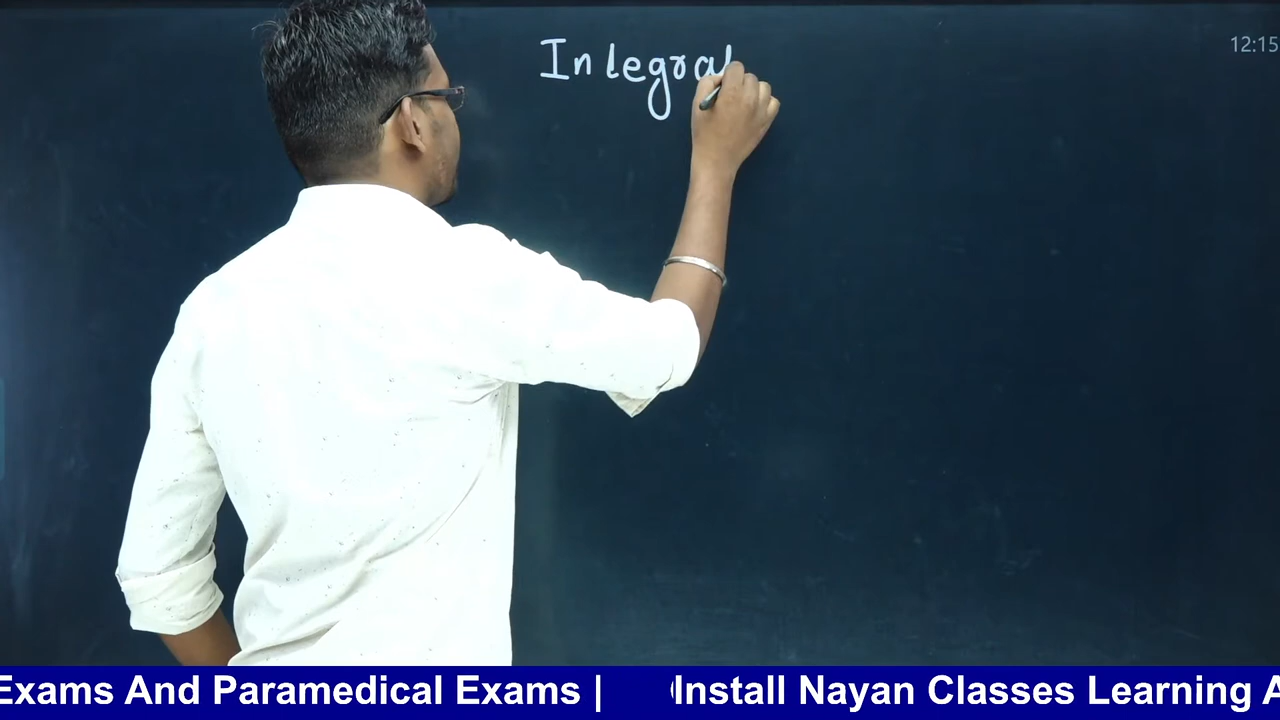 Integral
12:15
Exams And Paramedical Exams | Install Nayan Classes Learning A